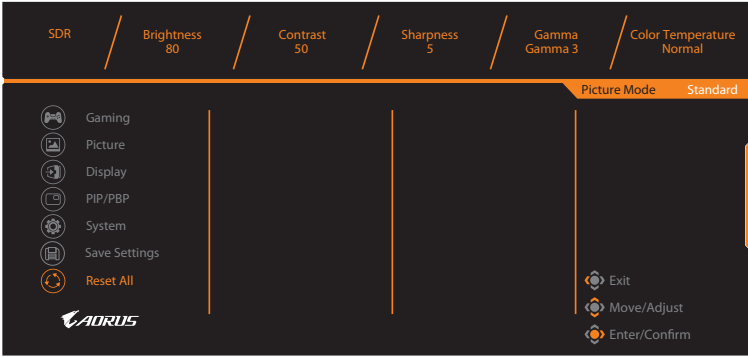 SDR
Brightness
80
Contrast
50
Sharpness
5
Gamma
Gamma 3
Color Temperature
Normal
Picture Mode Standard
Gaming
Picture
Display
PIP/PBP
System
Save Settings
Reset All
AORUS
Exit
Move/Adjust
Enter/Confirm